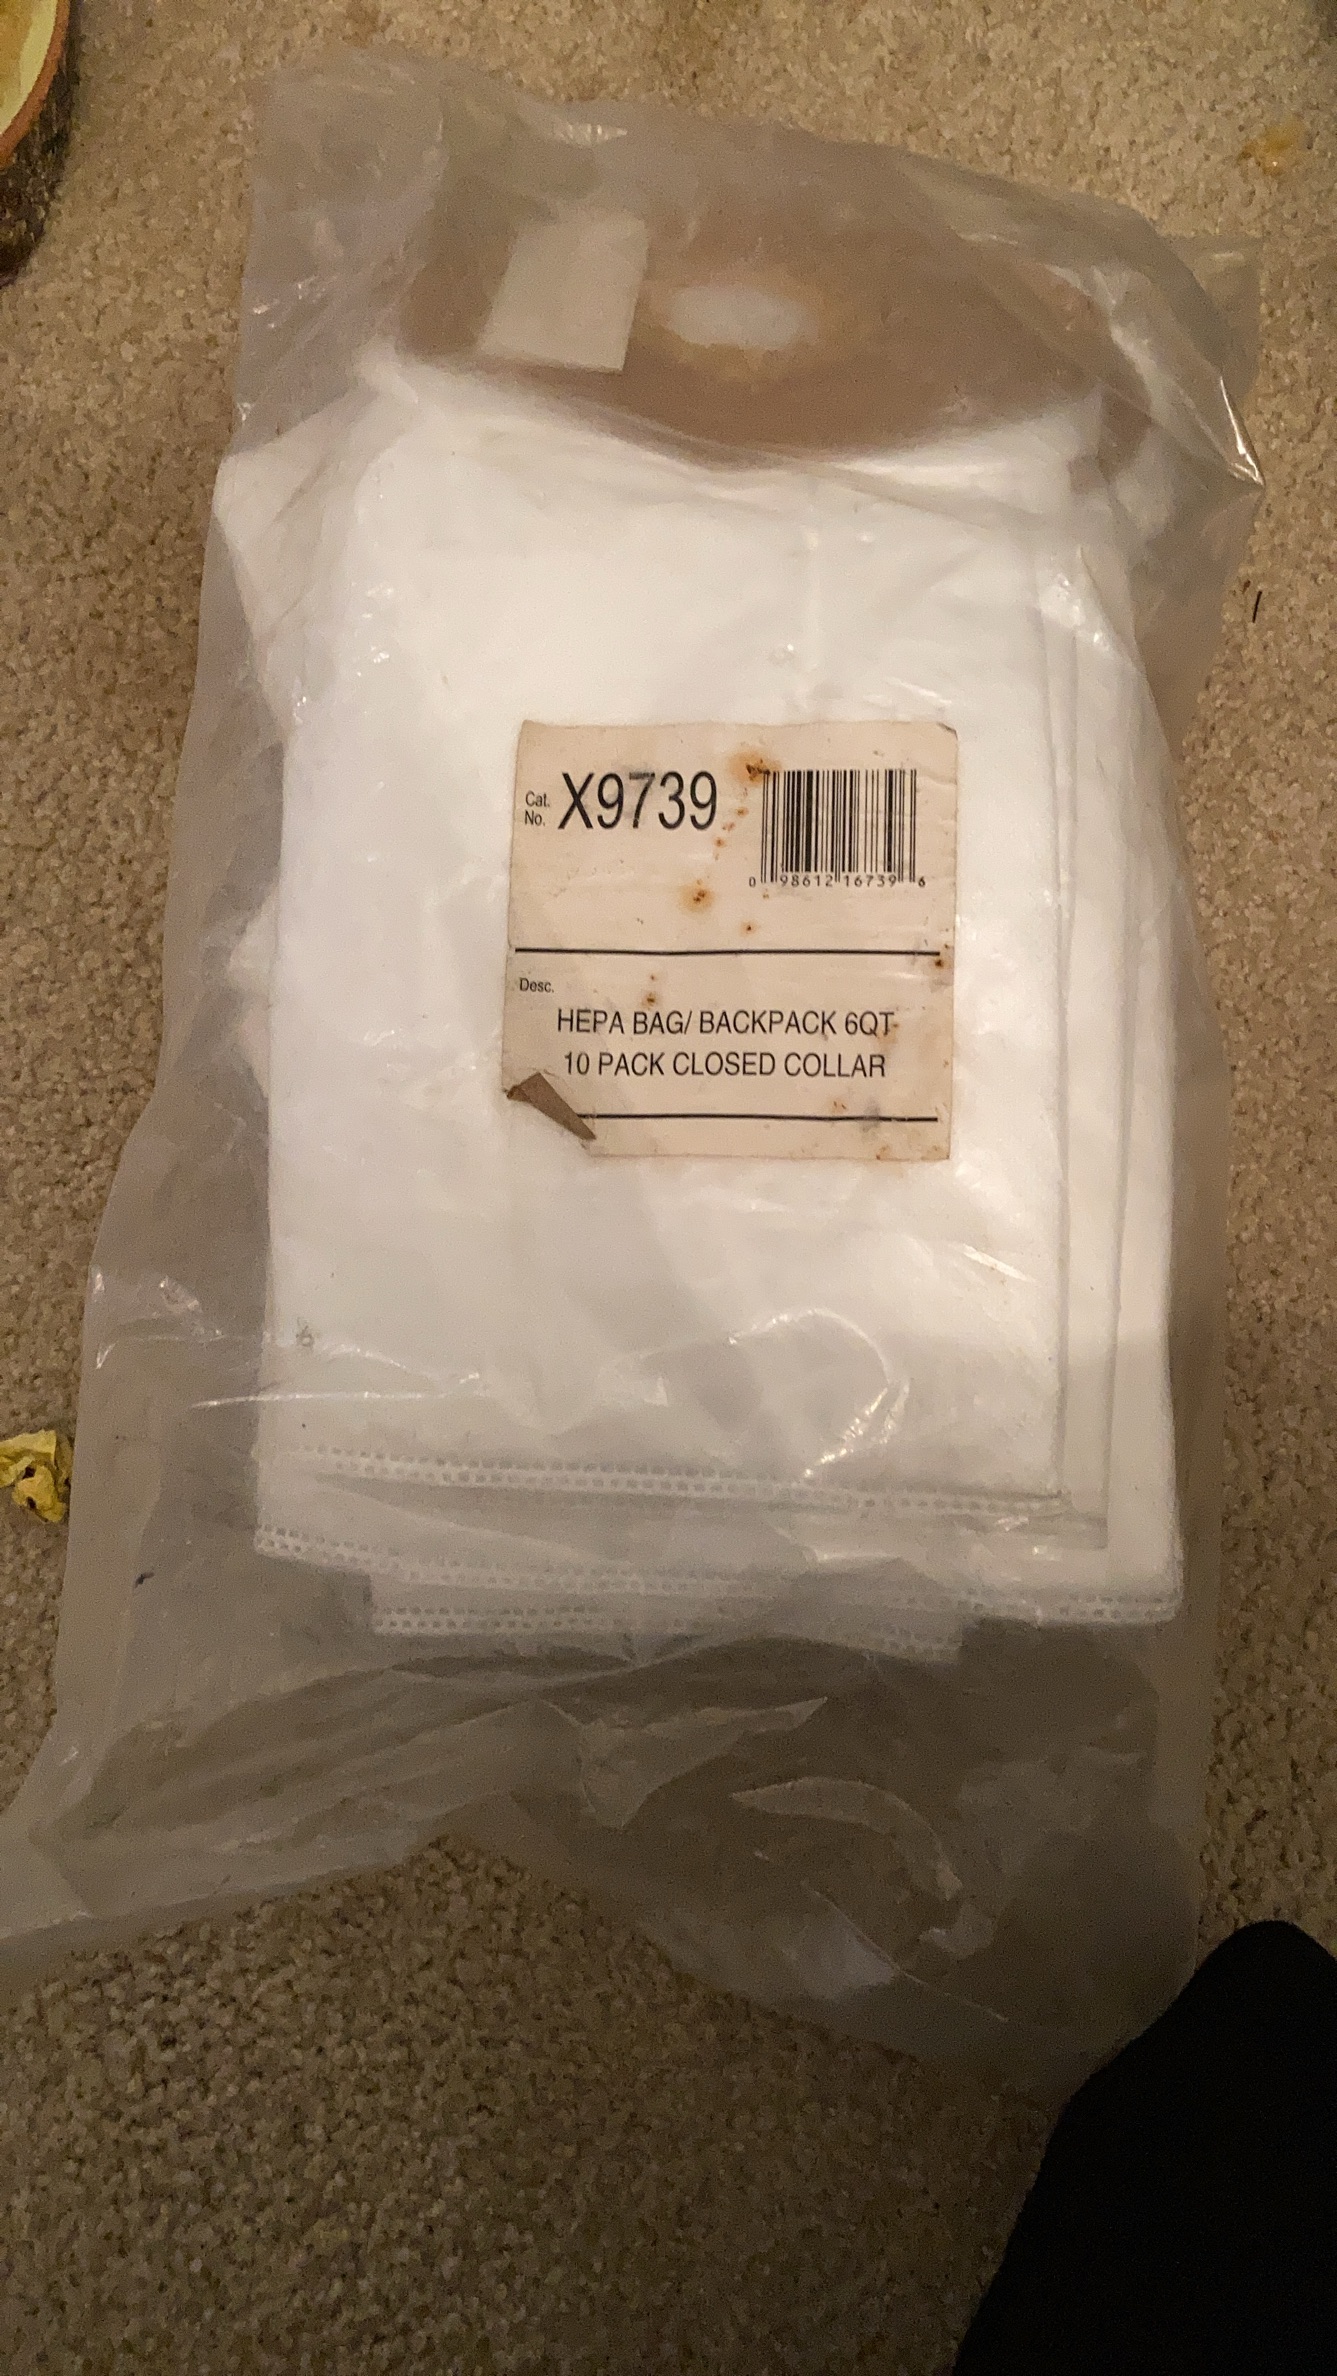 Cat. No. X9739
0 98612 16739 6
Desc.
HEPA BAG/ BACKPACK 6QT
10 PACK CLOSED COLLAR